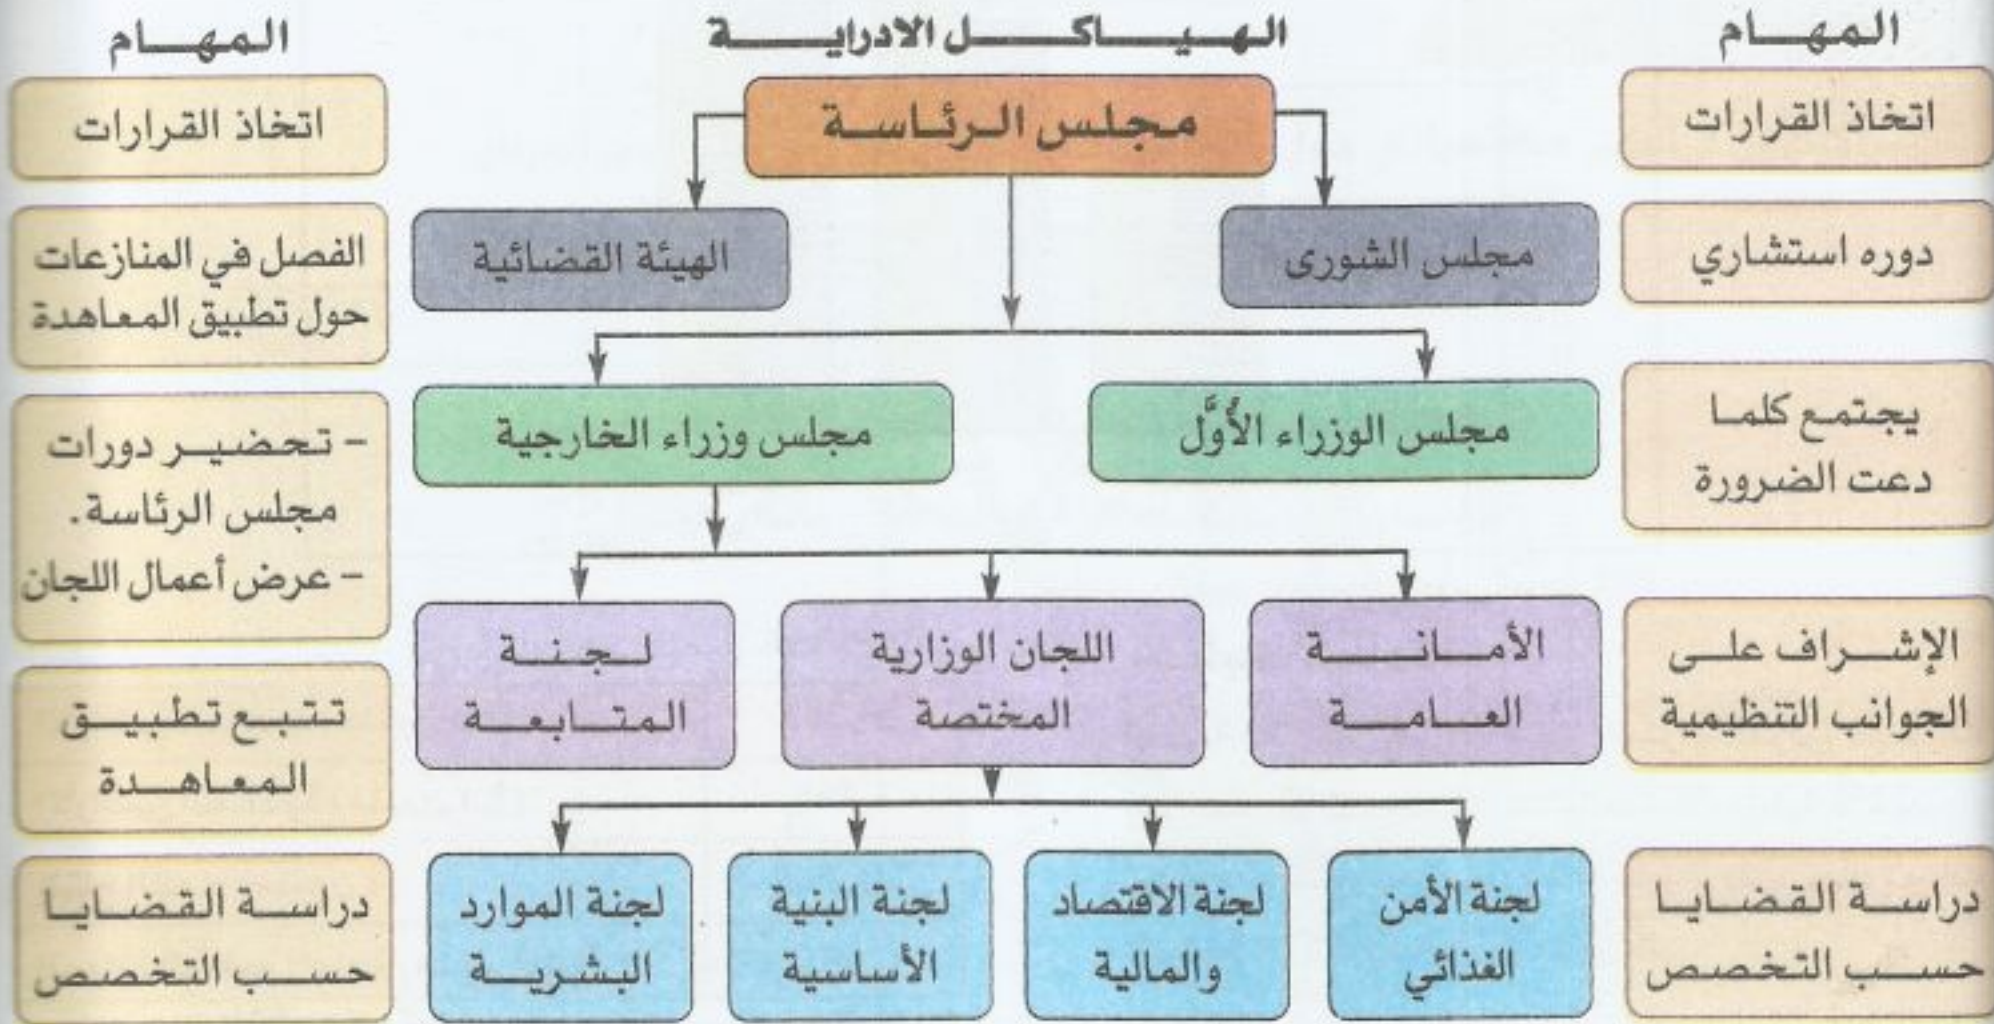 المهام
الهياكل الادراية
المهام
اتخاذ القرارات
مجلس الرئاسة
اتخاذ القرارات
دوره استشاري
مجلس الشورى
الهيئة القضائية
الفصل في المنازعات
حول تطبيق المعاهدة
يجتمع كلما
دعت الضرورة
مجلس الوزراء الأُوَّل
مجلس وزراء الخارجية
- تحضير دورات
مجلس الرئاسة.
- عرض أعمال اللجان
الإشراف على
الجوانب التنظيمية
الأمانة
العامة
اللجان الوزارية
المختصة
لجنة
المتابعة
تتبع تطبيق
المعاهدة
دراسة القضايا
حسب التخصص
لجنة الأمن
الغذائي
لجنة الاقتصاد
والمالية
لجنة البنية
الأساسية
لجنة الموارد
البشرية
دراسة القضايا
حسب التخصص